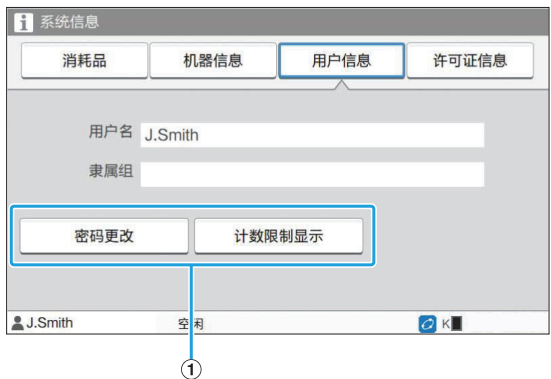 i 系统信息
消耗品 机器信息 用户信息 许可证信息
用户名 J.Smith
隶属组
密码更改 计数限制显示
J.Smith 空闲 K
①